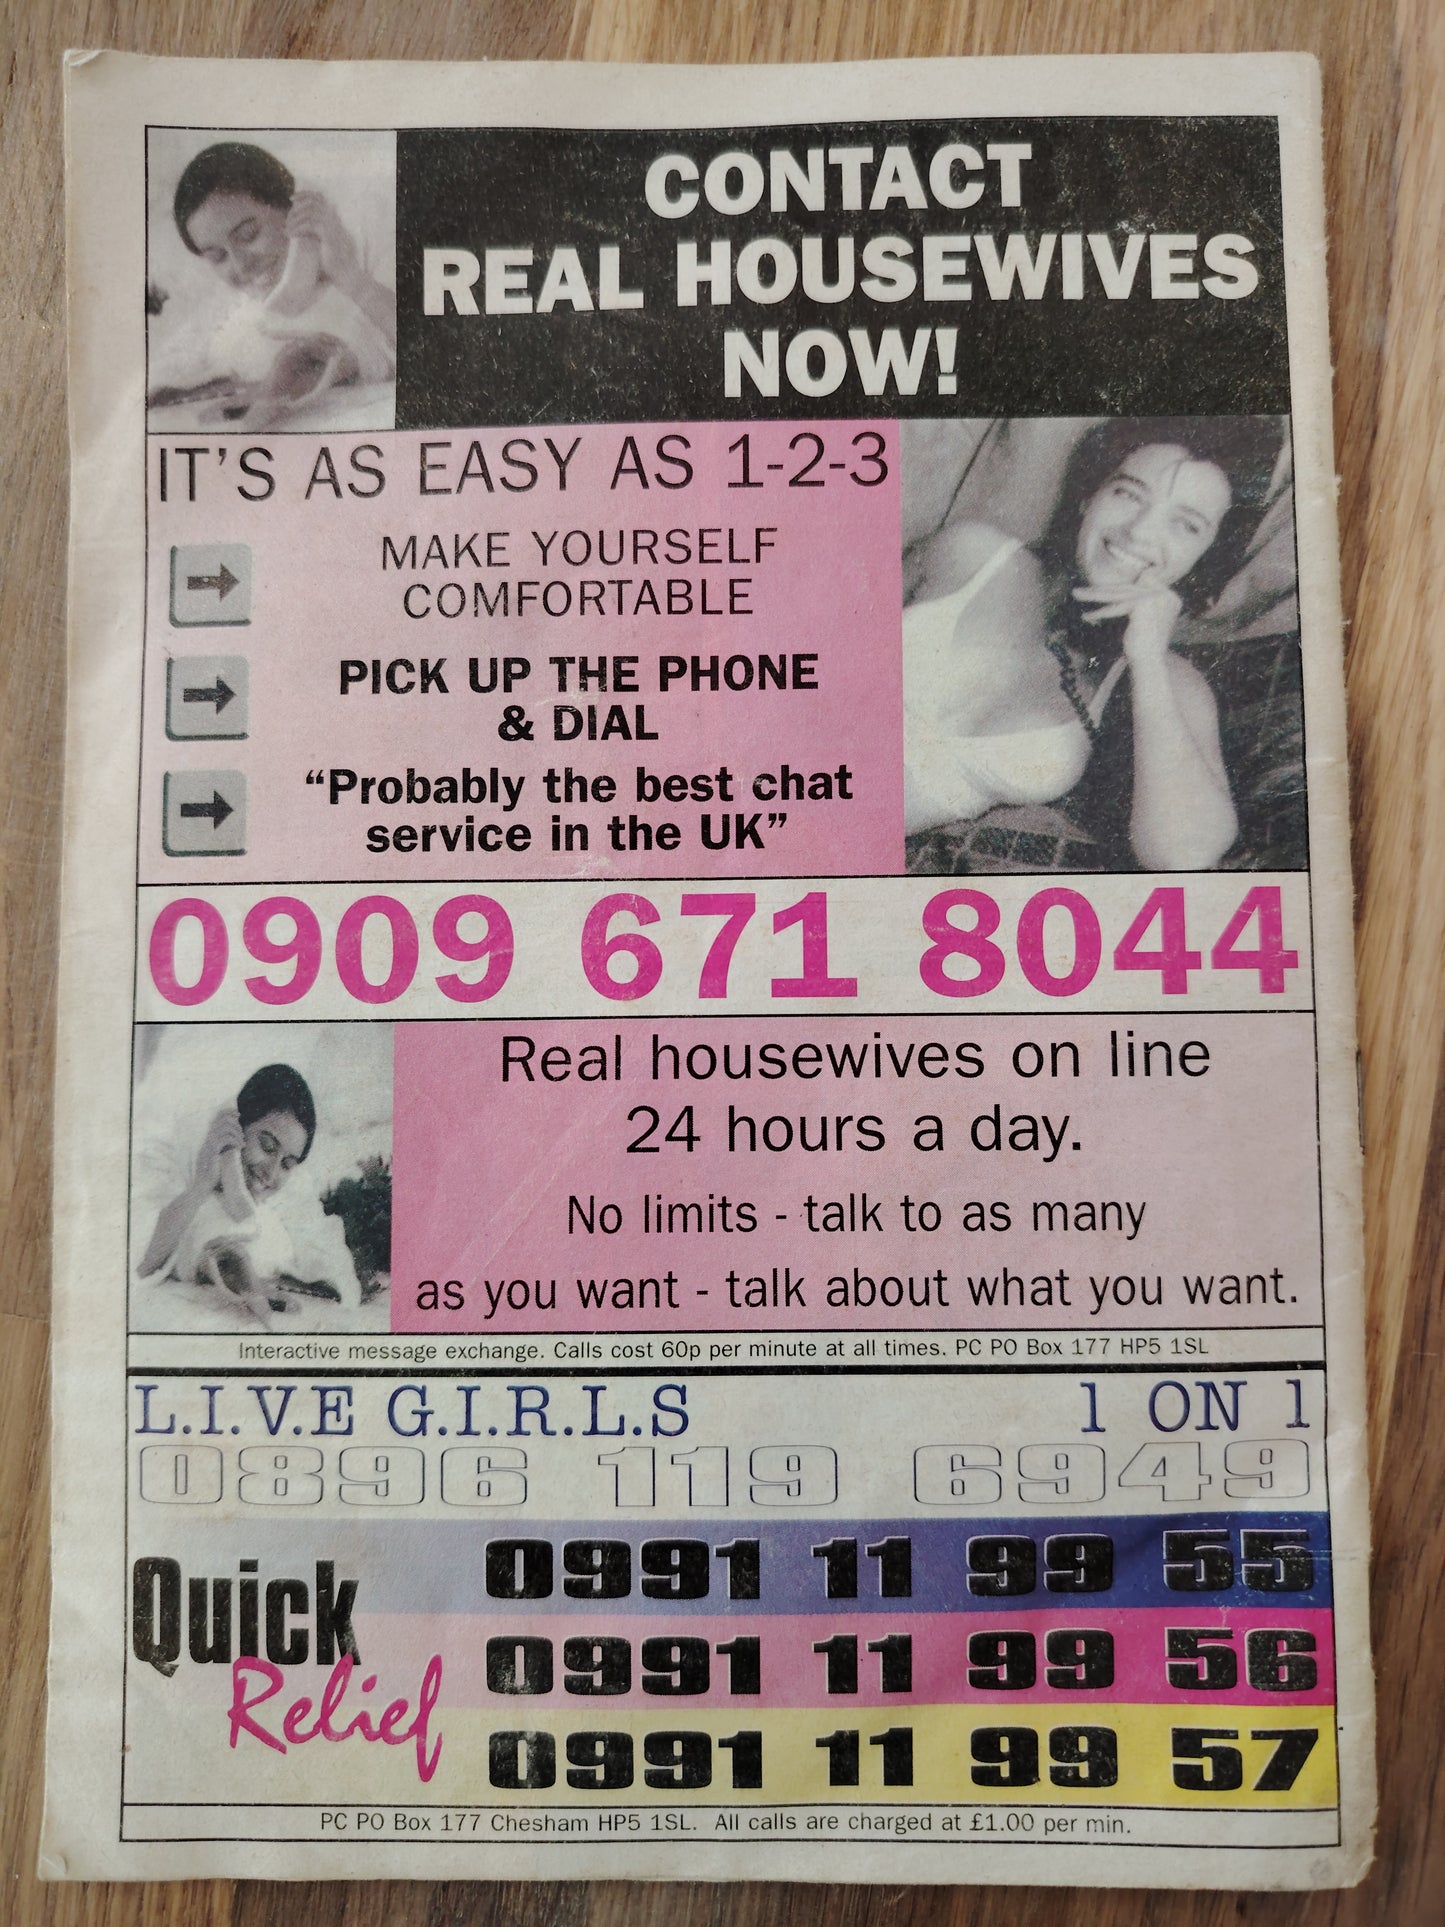 CONTACT
REAL HOUSEWIVES
NOW!
IT'S AS EASY AS 1-2-3
MAKE YOURSELF
COMFORTABLE
PICK UP THE PHONE
& DIAL
“Probably the best chat
service in the UK”
0909 671 8044
Real housewives on line
24 hours a day.
No limits - talk to as many
as you want - talk about what you want.
Interactive message exchange. Calls cost 60p per minute at all times. PC PO Box 177 HP5 1SL
L.I.V.E G.I.R.L.S 1 ON 1
0896 119 6949
Quick
Relief
0991 11 99 55
0991 11 99 56
0991 11 99 57
PC PO Box 177 Chesham HP5 1SL. All calls are charged at £1.00 per min.